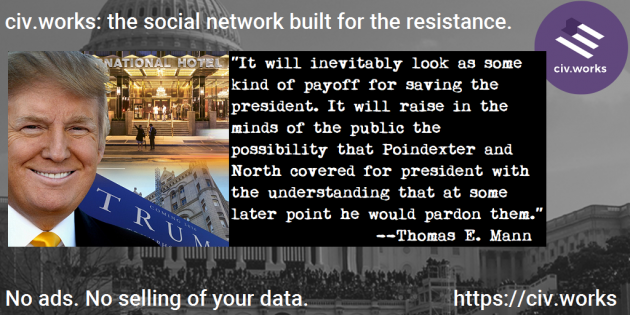 civ.works: the social network built for the resistance.
civ.works
NATIONAL HOTEL
"It will inevitably look as some
kind of payoff for saving the
president. It will raise in the
minds of the public the
possibility that Poindexter and
North covered for president with
the understanding that at some
later point he would pardon them."
--Thomas E. Mann
COMING 2016
TRUM
No ads. No selling of your data.
https://civ.works